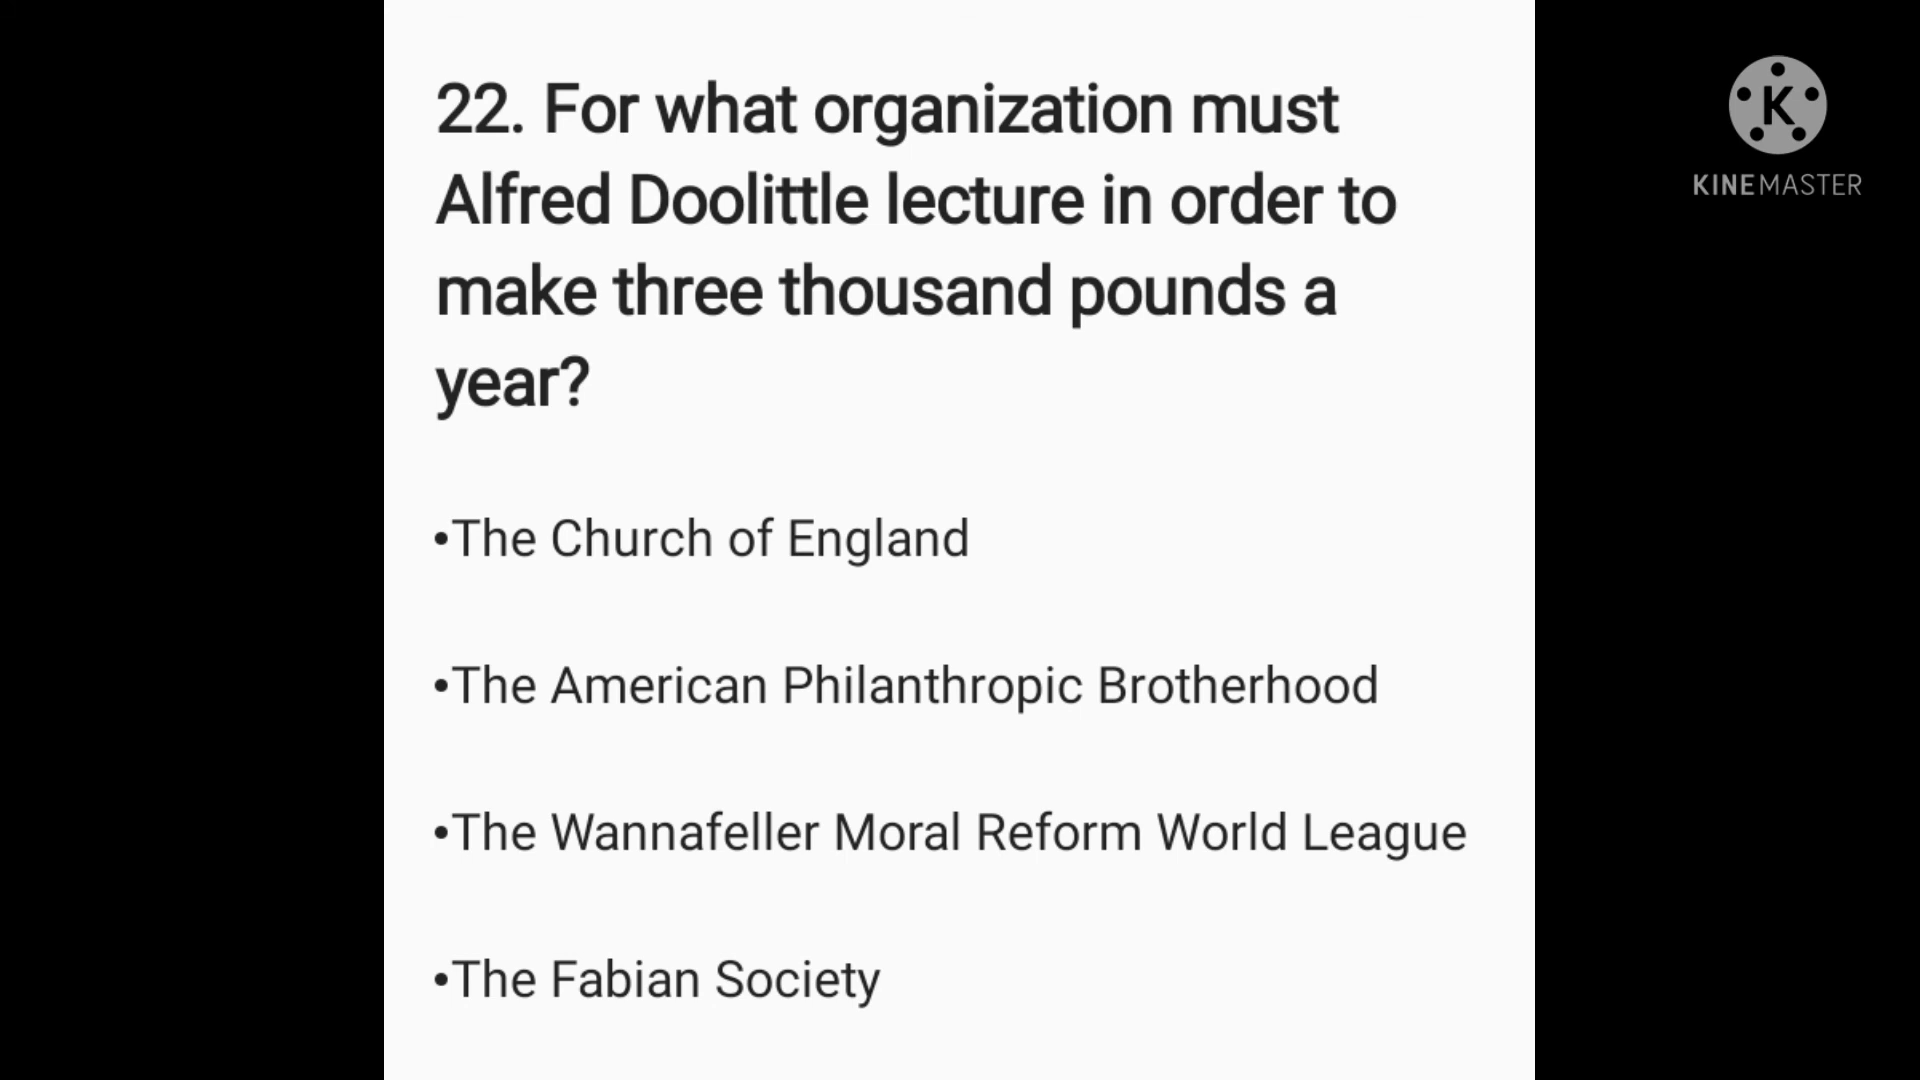 22. For what organization must
Alfred Doolittle lecture in order to
make three thousand pounds a
year?
•The Church of England
•The American Philanthropic Brotherhood
•The Wannafeller Moral Reform World League
•The Fabian Society
K
KINEMASTER